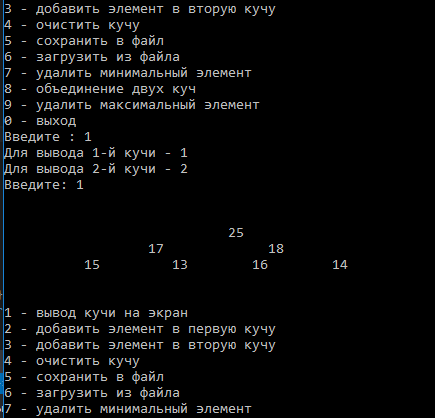 3 - добавить элемент в вторую кучу
4 - очистить кучу
5 - сохранить в файл
6 - загрузить из файла
7 - удалить минимальный элемент
8 - объединение двух куч
9 - удалить максимальный элемент
0 - выход
Введите : 1
Для вывода 1-й кучи - 1
Для вывода 2-й кучи - 2
Введите: 1
25
17 18
15 13 16 14
1 - вывод кучи на экран
2 - добавить элемент в первую кучу
3 - добавить элемент в вторую кучу
4 - очистить кучу
5 - сохранить в файл
6 - загрузить из файла
7 - удалить минимальный элемент